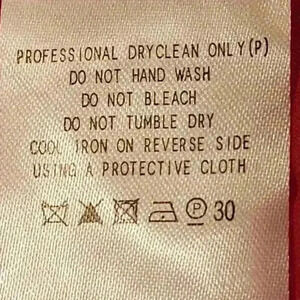 PROFESSIONAL DRYCLEAN ONLY(P)
DO NOT HAND WASH
DO NOT BLEACH
DO NOT TUMBLE DRY
COOL IRON ON REVERSE SIDE
USING A PROTECTIVE CLOTH
P 30